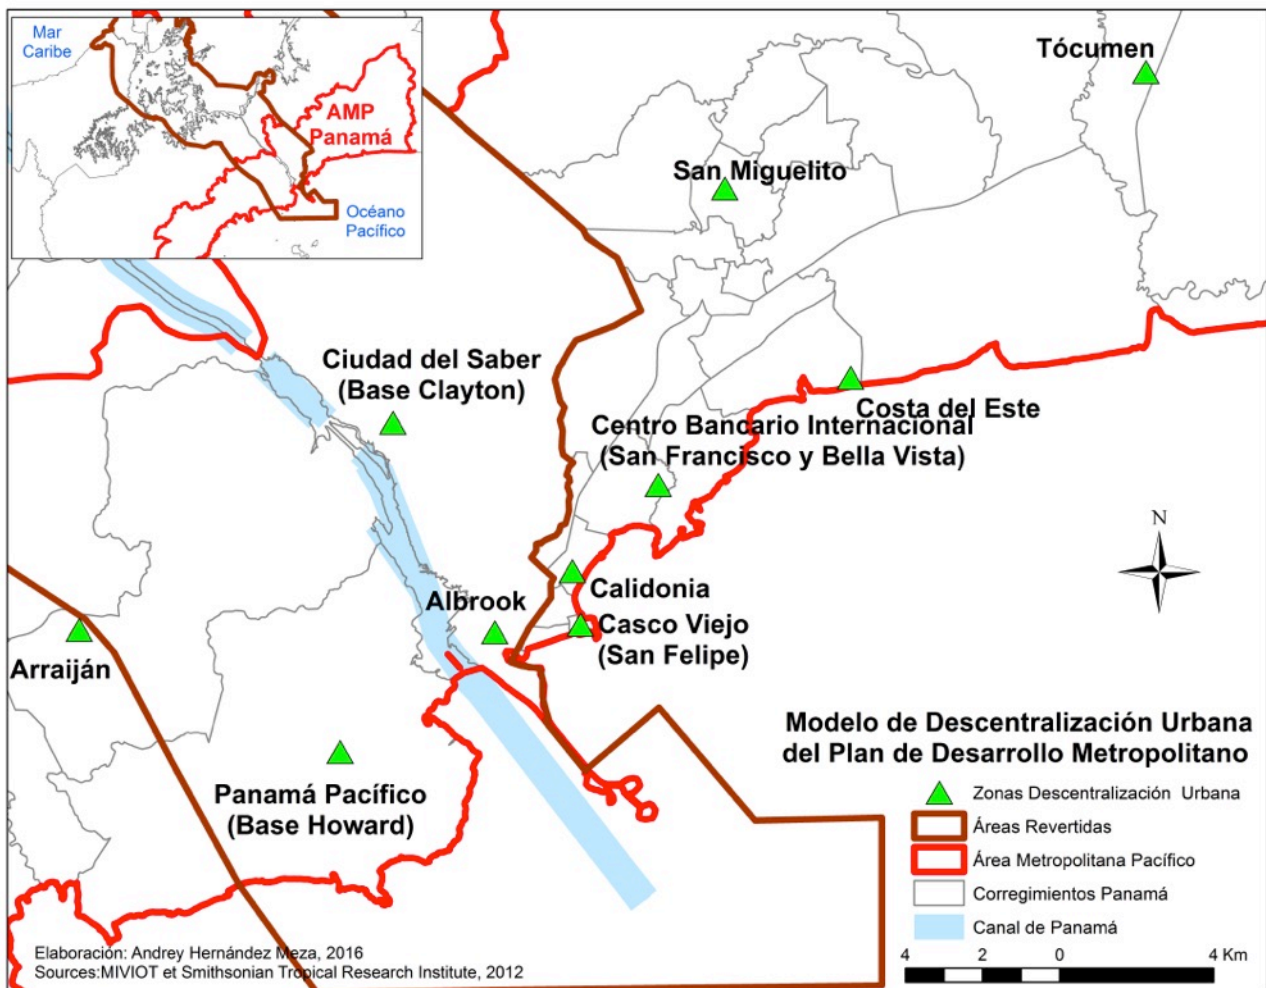 Mar
Caribe
AMP
Panamá
Océano
Pacífico
Tócumen
San Miguelito
Ciudad del Saber
(Base Clayton)
Costa del Este
Centro Bancario Internacional
(San Francisco y Bella Vista)
N
Calidonia
Albrook
Casco Viejo
(San Felipe)
Arraiján
Panamá Pacífico
(Base Howard)
Modelo de Descentralización Urbana
del Plan de Desarrollo Metropolitano
Zonas Descentralización Urbana
Áreas Revertidas
Área Metropolitana Pacífico
Corregimientos Panamá
Canal de Panamá
4 2 0 4 Km
Elaboración: Andrey Hernández Meza, 2016
Sources:MIVIOT et Smithsonian Tropical Research Institute, 2012